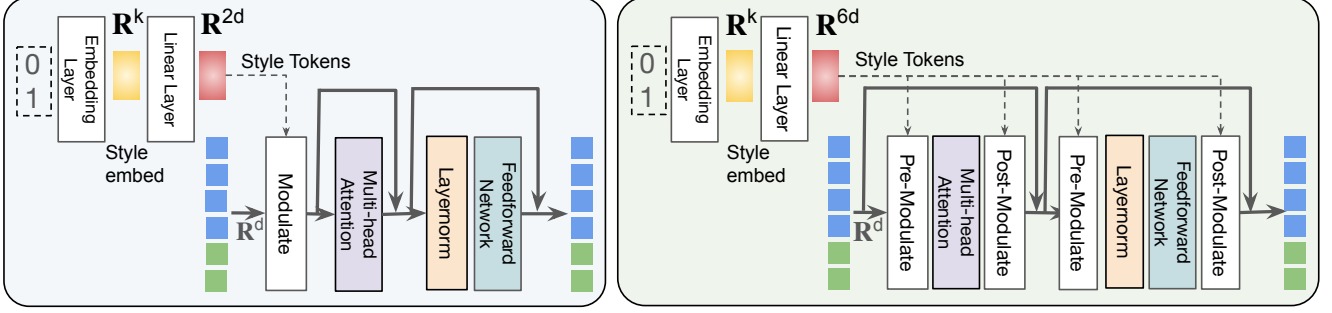 0
1
Embedding
Layer
R^k
Linear Layer
R^2d
Style Tokens
Style
embed
R^d
Modulate
Multi-head
Attention
Layernorm
Feedforward
Network
0
1
Embedding
Layer
R^k
Linear Layer
R^6d
Style Tokens
Style
embed
R^d
Pre-Modulate
Multi-head
Attention
Post-Modulate
Pre-Modulate
Layernorm
Feedforward
Network
Post-Modulate